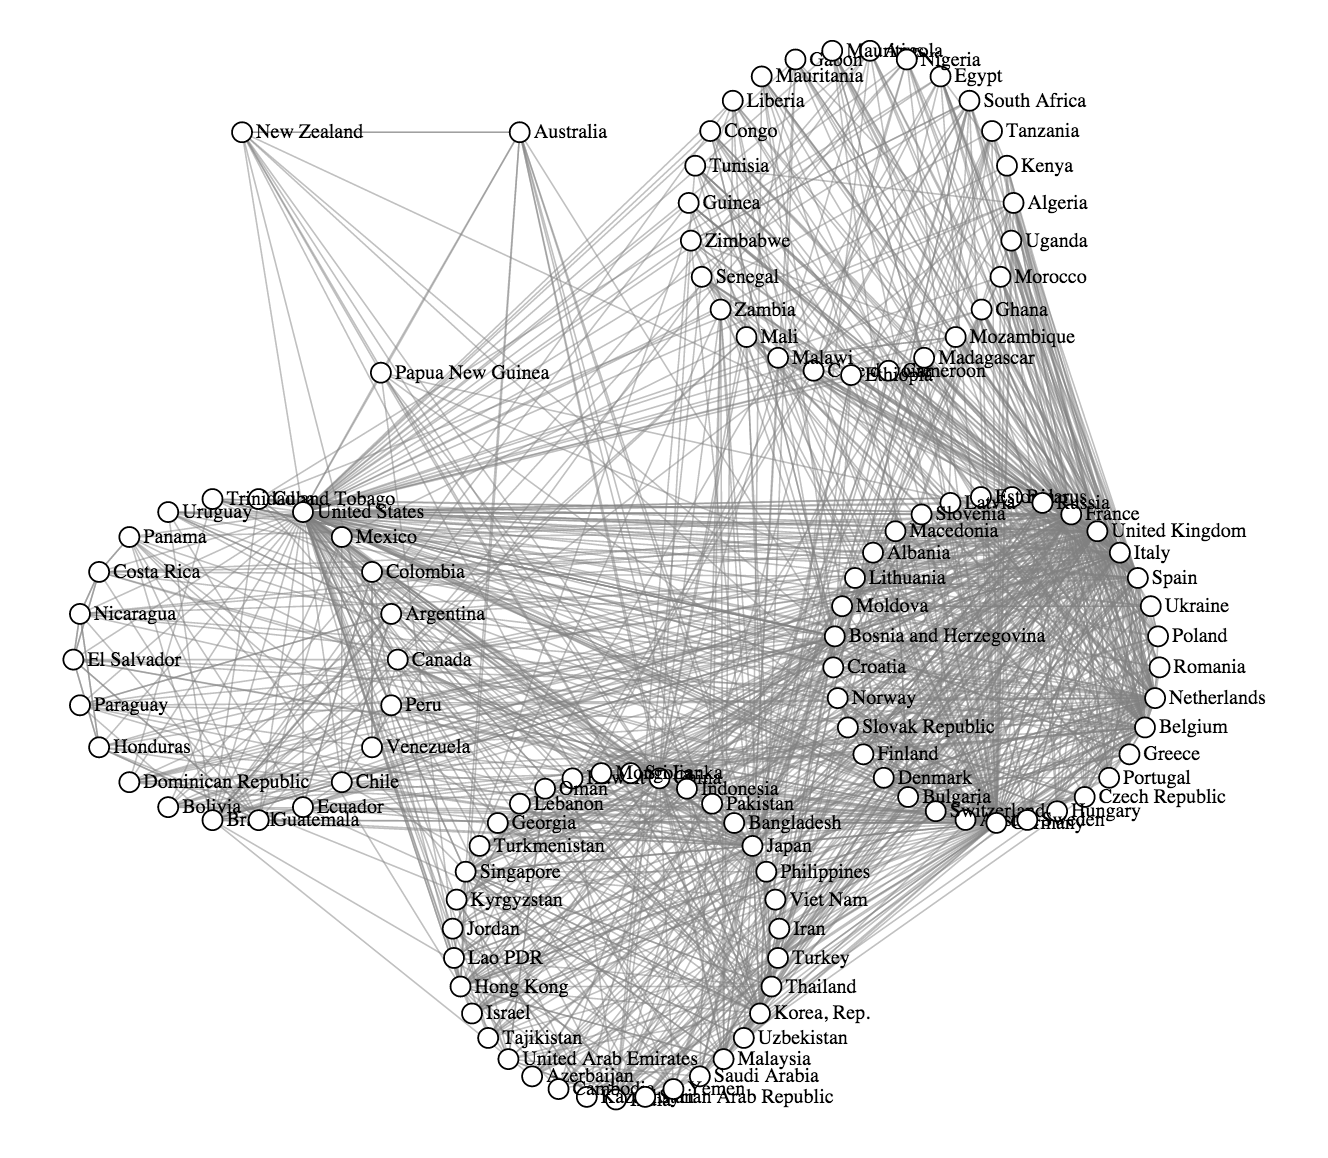 Gabon
Nigeria
Mauritania
Egypt
Liberia
South Africa
Congo
Tanzania
New Zealand
Australia
Tunisia
Kenya
Guinea
Algeria
Zimbabwe
Uganda
Senegal
Morocco
Zambia
Ghana
Mali
Mozambique
Malawi
Madagascar
Ethiopia
Cameroon
Papua New Guinea
Trinidad and Tobago
Cuba
Uruguay
United States
Panama
Mexico
Costa Rica
Colombia
Nicaragua
Argentina
El Salvador
Canada
Paraguay
Peru
Honduras
Venezuela
Dominican Republic
Chile
Bolivia
Ecuador
Guatemala
Latvia
Estonia
Belarus
Russia
Slovenia
France
Macedonia
United Kingdom
Albania
Italy
Lithuania
Spain
Moldova
Ukraine
Bosnia and Herzegovina
Poland
Croatia
Romania
Norway
Netherlands
Slovak Republic
Belgium
Finland
Greece
Denmark
Portugal
Bulgaria
Czech Republic
Switzerland
Hungary
Germany
Sweden
Mongolia
Sri Lanka
Oman
Indonesia
Lebanon
Pakistan
Georgia
Bangladesh
Turkmenistan
Japan
Singapore
Philippines
Kyrgyzstan
Viet Nam
Jordan
Iran
Lao PDR
Turkey
Hong Kong
Thailand
Israel
Korea, Rep.
Tajikistan
Uzbekistan
United Arab Emirates
Malaysia
Azerbaijan
Saudi Arabia
Cambodia
Yemen
Syrian Arab Republic